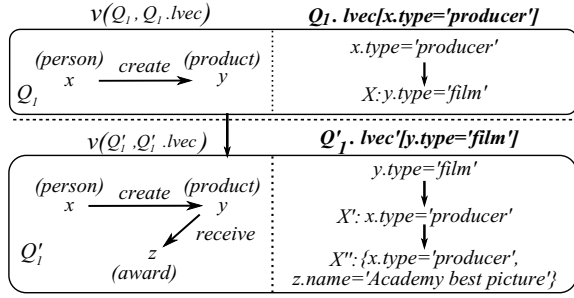 v(Q₁, Q₁.lvec)
Q₁. lvec[x.type='producer']
(person) (product)
x create y
Q₁
x.type='producer'
X: y.type='film'
v(Q'₁, Q'₁.lvec)
Q'₁. lvec'[y.type='film']
(person) (product)
x create y
receive
z
(award)
Q'₁
y.type='film'
X': x.type='producer'
X'': {x.type='producer',
z.name='Academy best picture'}